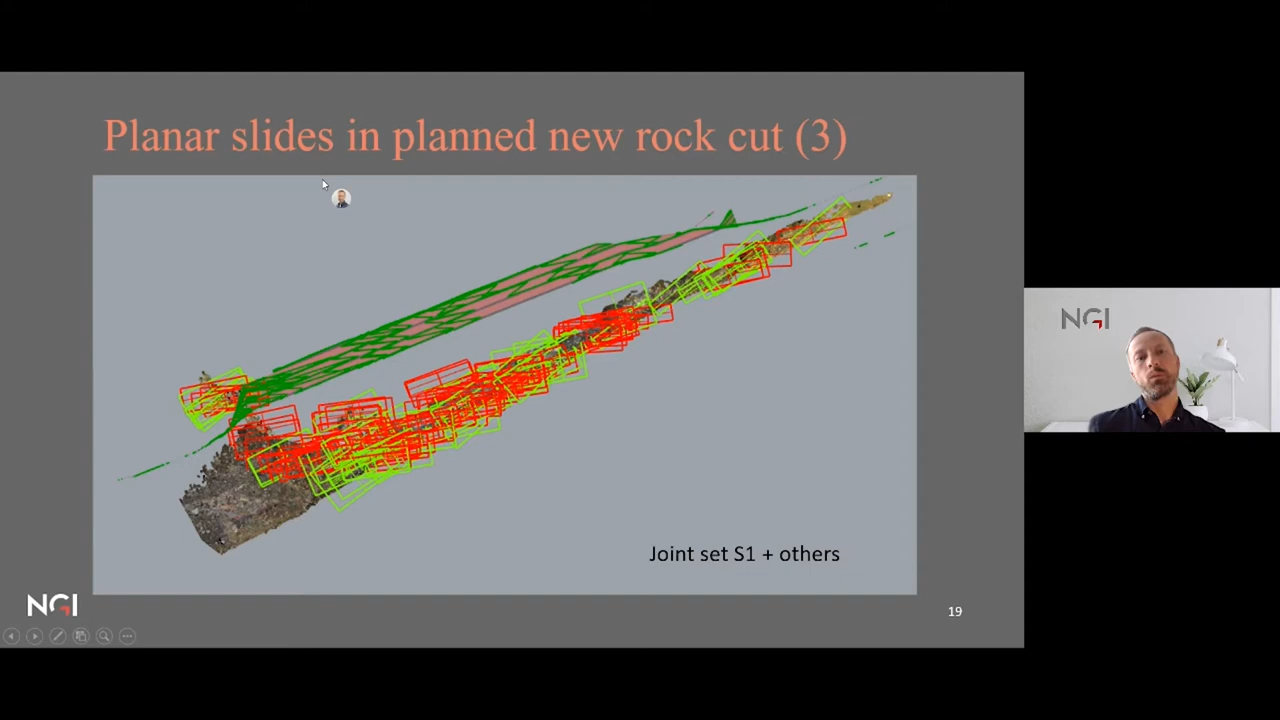 Planar slides in planned new rock cut (3)
NGI
Joint set S1 + others
NGI
19